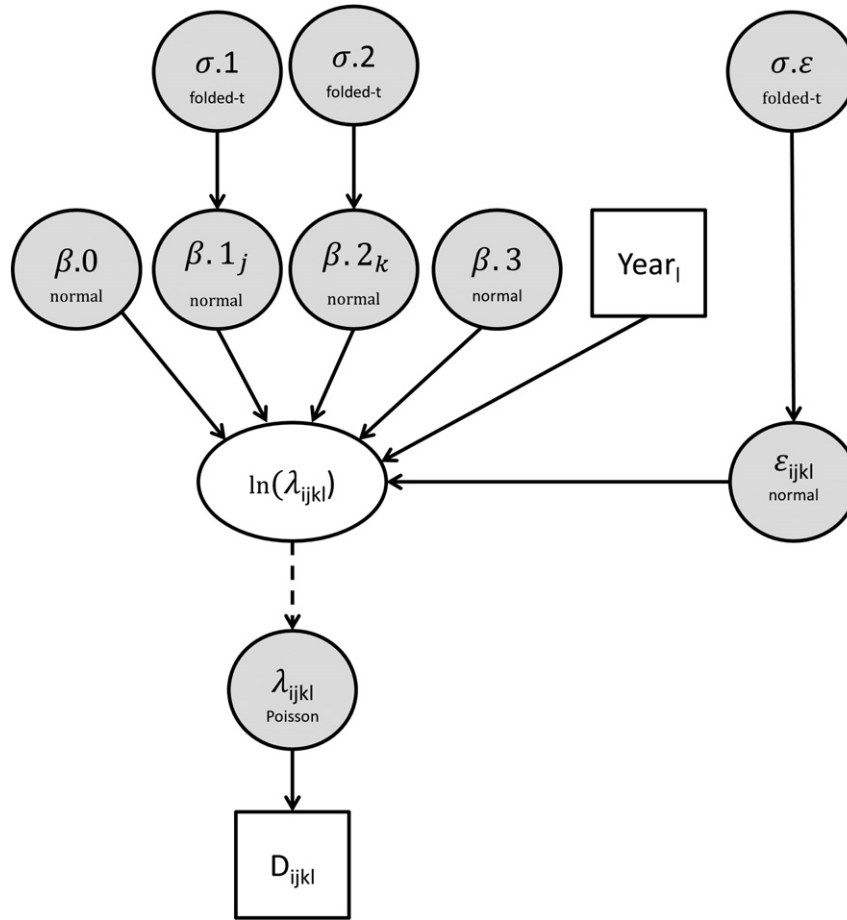 σ.1
folded-t
σ.2
folded-t
σ.ε
folded-t
β.0
normal
β.1ⱼ
normal
β.2ₖ
normal
β.3
normal
Yearₗ
ln(λᵢⱼₖₗ)
εᵢⱼₖₗ
normal
λᵢⱼₖₗ
Poisson
Dᵢⱼₖₗ